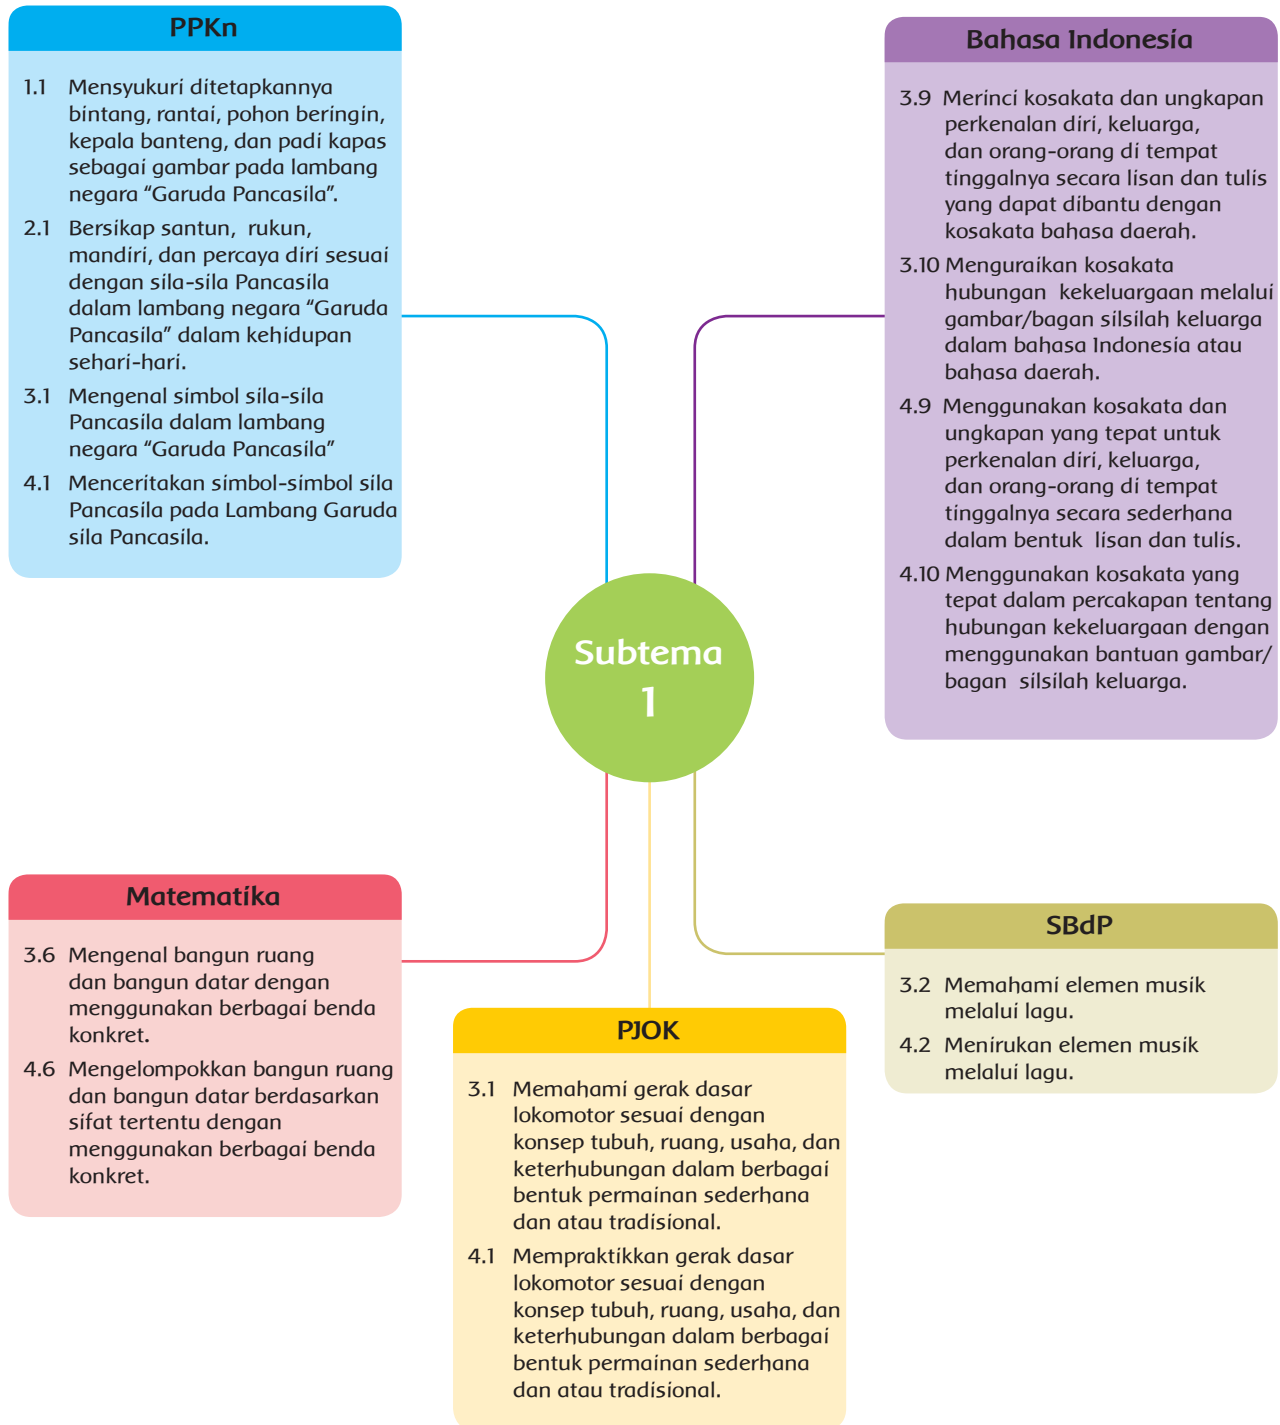 PPKn
1.1 Mensyukuri ditetapkannya
bintang, rantai, pohon beringin,
kepala banteng, dan padi kapas
sebagai gambar pada lambang
negara “Garuda Pancasila”.
2.1 Bersikap santun, rukun,
mandiri, dan percaya diri sesuai
dengan sila-sila Pancasila
dalam lambang negara “Garuda
Pancasila” dalam kehidupan
sehari-hari.
3.1 Mengenal simbol sila-sila
Pancasila dalam lambang
negara “Garuda Pancasila”
4.1 Menceritakan simbol-simbol sila
Pancasila pada Lambang Garuda
sila Pancasila.
Bahasa Indonesia
3.9 Merinci kosakata dan ungkapan
perkenalan diri, keluarga,
dan orang-orang di tempat
tinggalnya secara lisan dan tulis
yang dapat dibantu dengan
kosakata bahasa daerah.
3.10 Menguraikan kosakata
hubungan kekeluargaan melalui
gambar/bagan silsilah keluarga
dalam bahasa Indonesia atau
bahasa daerah.
4.9 Menggunakan kosakata dan
ungkapan yang tepat untuk
perkenalan diri, keluarga,
dan orang-orang di tempat
tinggalnya secara sederhana
dalam bentuk lisan dan tulis.
4.10 Menggunakan kosakata yang
tepat dalam percakapan tentang
hubungan kekeluargaan dengan
menggunakan bantuan gambar/
bagan silsilah keluarga.
Subtema
1
Matematika
3.6 Mengenal bangun ruang
dan bangun datar dengan
menggunakan berbagai benda
konkret.
4.6 Mengelompokkan bangun ruang
dan bangun datar berdasarkan
sifat tertentu dengan
menggunakan berbagai benda
konkret.
PJOK
3.1 Memahami gerak dasar
lokomotor sesuai dengan
konsep tubuh, ruang, usaha, dan
keterhubungan dalam berbagai
bentuk permainan sederhana
dan atau tradisional.
4.1 Mempraktikkan gerak dasar
lokomotor sesuai dengan
konsep tubuh, ruang, usaha, dan
keterhubungan dalam berbagai
bentuk permainan sederhana
dan atau tradisional.
SBdP
3.2 Memahami elemen musik
melalui lagu.
4.2 Menirukan elemen musik
melalui lagu.